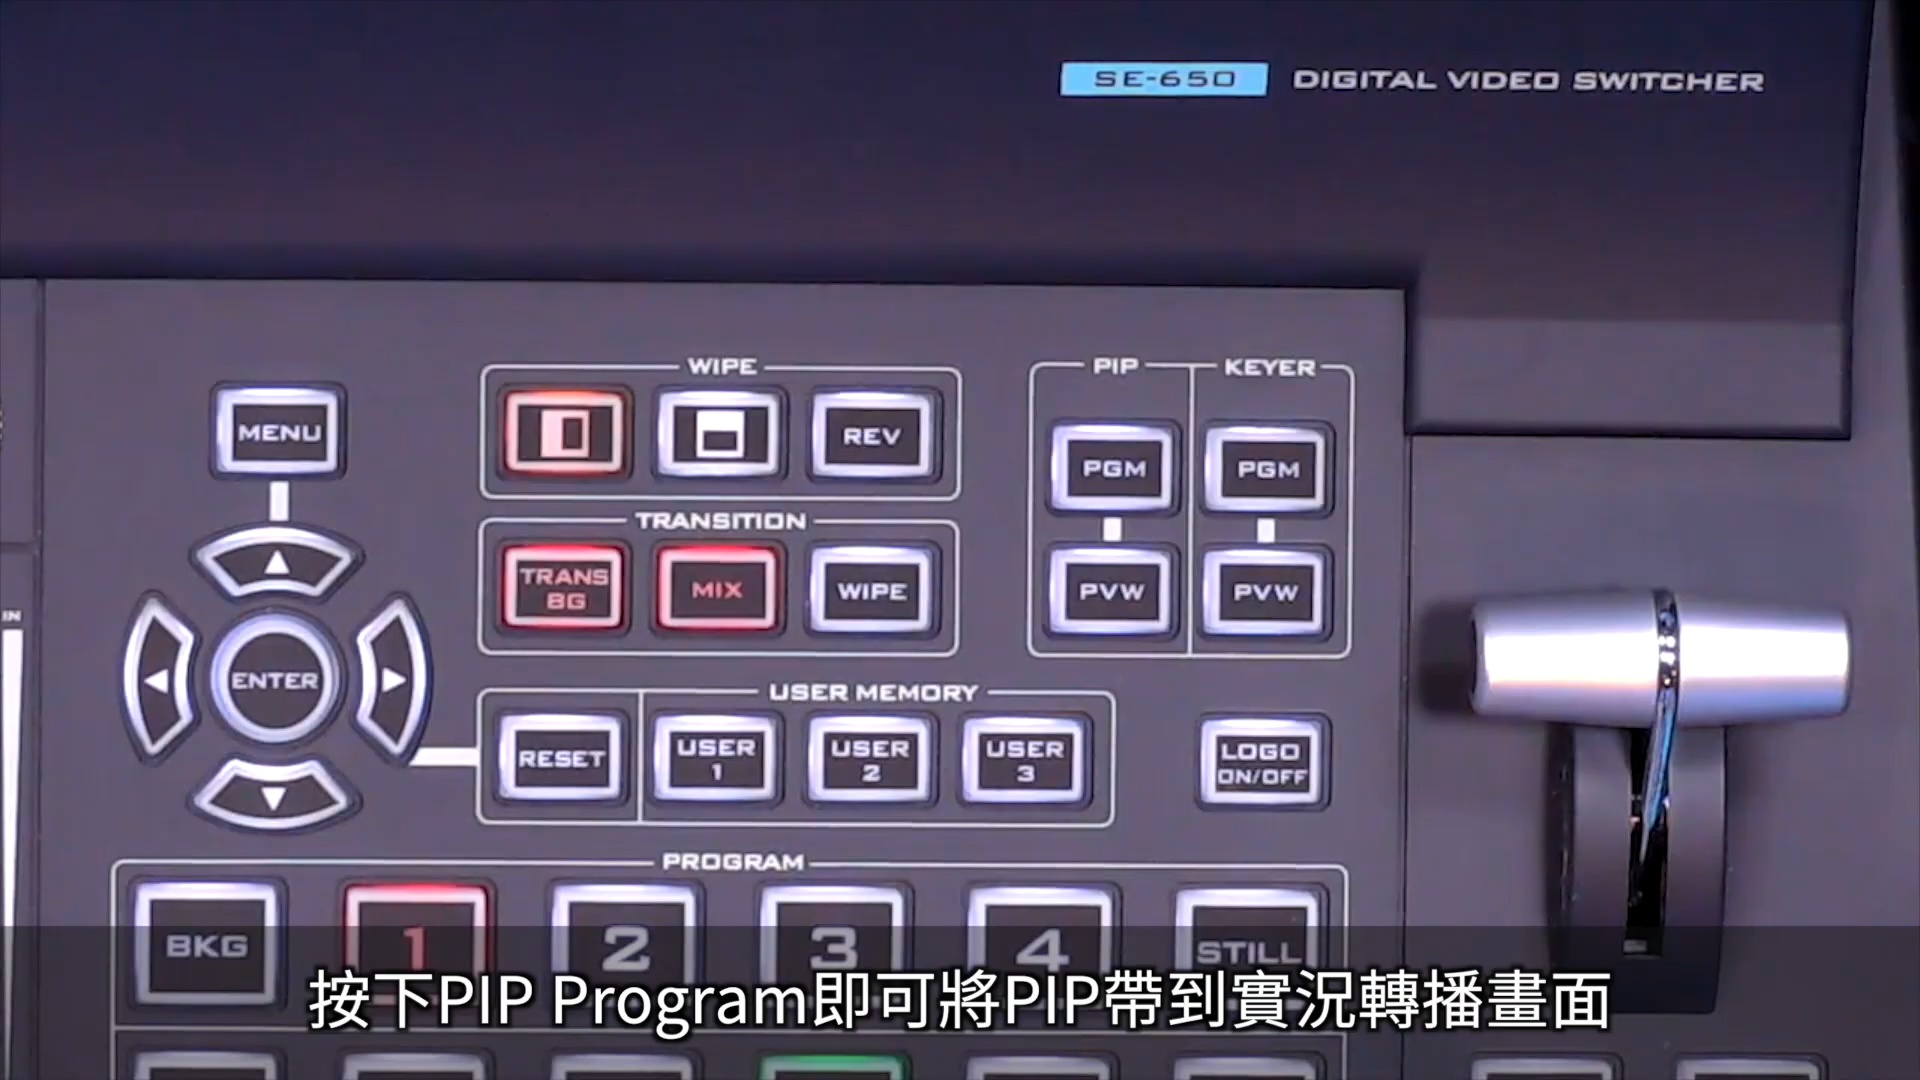 SE-650 DIGITAL VIDEO SWITCHER
WIPE
PIP
KEYER
MENU
REV
PGM
PGM
TRANSITION
TRANS
BG
MIX
WIPE
PVW
PVW
IN
ENTER
USER MEMORY
RESET
USER
1
USER
2
USER
3
LOGO
ON/OFF
PROGRAM
BKG
1
2
3
4
STILL
按下PIP Program即可將PIP帶到實況轉播畫面